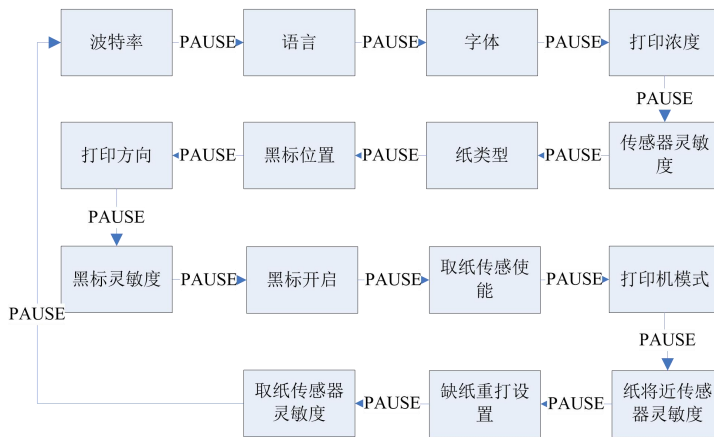 波特率 PAUSE 语言 PAUSE 字体 PAUSE 打印浓度
PAUSE
打印方向 PAUSE 黑标位置 PAUSE 纸类型 PAUSE 传感器灵敏
度
PAUSE
黑标灵敏度 PAUSE 黑标开启 PAUSE 取纸传感使
能 PAUSE 打印机模式
PAUSE
PAUSE
取纸传感器
灵敏度 PAUSE 缺纸重打设
置 PAUSE 纸将近传感
器灵敏度